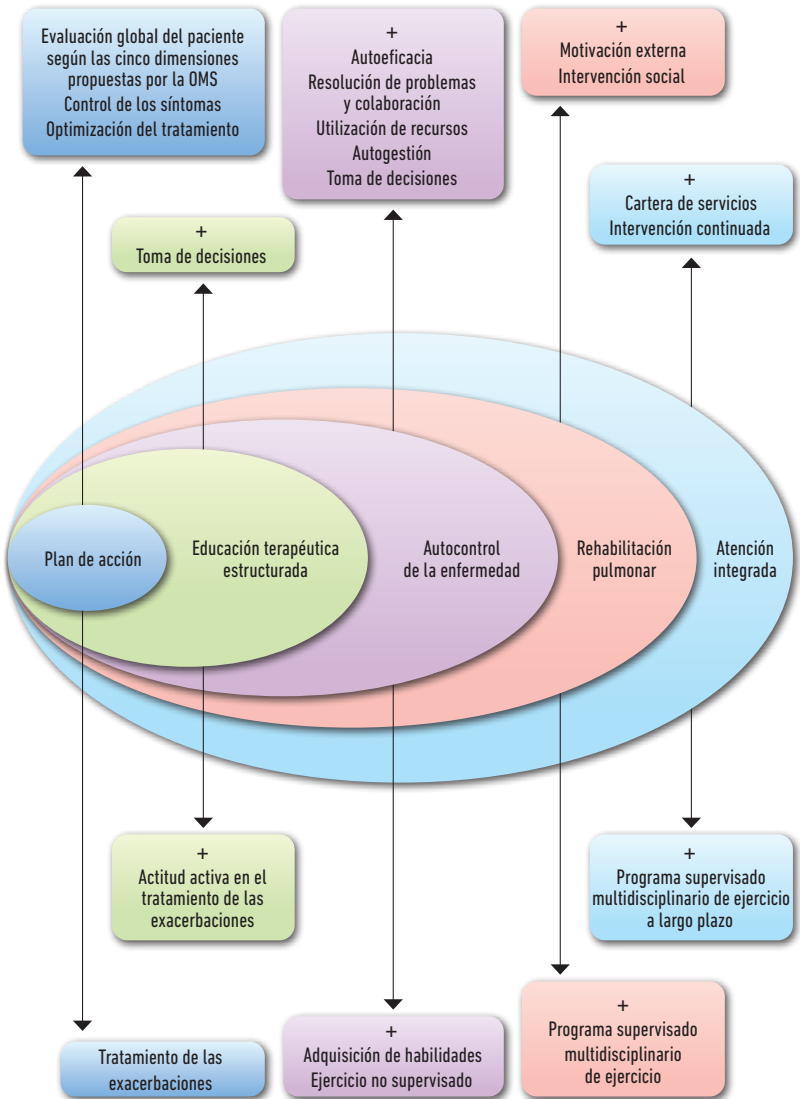 Evaluación global del paciente
según las cinco dimensiones
propuestas por la OMS
Control de los síntomas
Optimización del tratamiento
+
Autoeficacia
Resolución de problemas
y colaboración
Utilización de recursos
Autogestión
Toma de decisiones
+
Motivación externa
Intervención social
+
Cartera de servicios
Intervención continuada
+
Toma de decisiones
Plan de acción
Educación terapéutica
estructurada
Autocontrol
de la enfermedad
Rehabilitación
pulmonar
Atención
integrada
+
Actitud activa en el
tratamiento de las
exacerbaciones
+
Programa supervisado
multidisciplinario de ejercicio
a largo plazo
Tratamiento de las
exacerbaciones
+
Adquisición de habilidades
Ejercicio no supervisado
+
Programa supervisado
multidisciplinario
de ejercicio